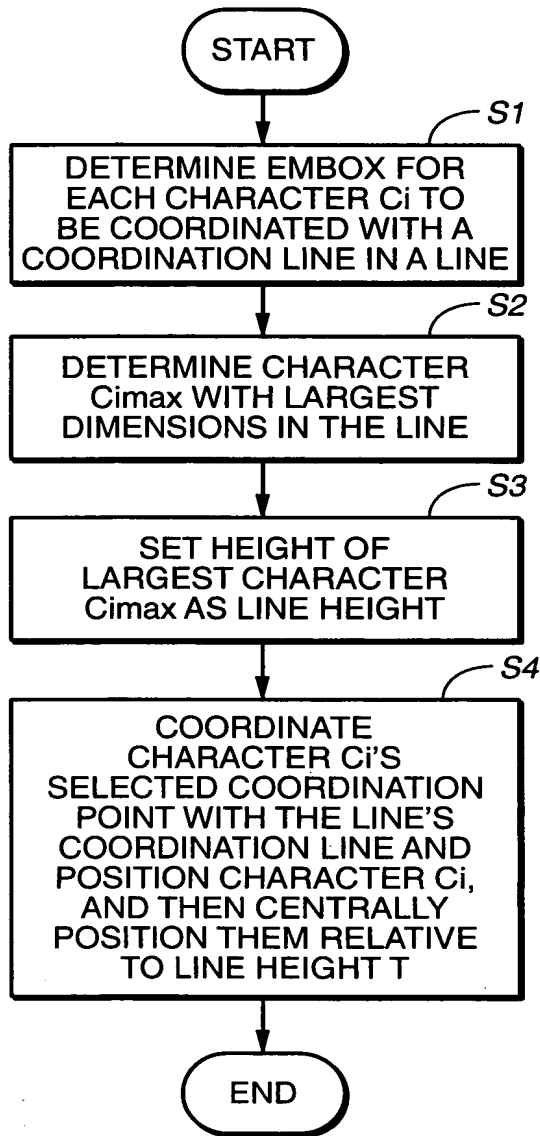 START
S1
DETERMINE EMBOX FOR
EACH CHARACTER Ci TO
BE COORDINATED WITH A
COORDINATION LINE IN A LINE
S2
DETERMINE CHARACTER
Cimax WITH LARGEST
DIMENSIONS IN THE LINE
S3
SET HEIGHT OF
LARGEST CHARACTER
Cimax AS LINE HEIGHT
S4
COORDINATE
CHARACTER Ci'S
SELECTED COORDINATION
POINT WITH THE LINE'S
COORDINATION LINE AND
POSITION CHARACTER Ci,
AND THEN CENTRALLY
POSITION THEM RELATIVE
TO LINE HEIGHT T
END